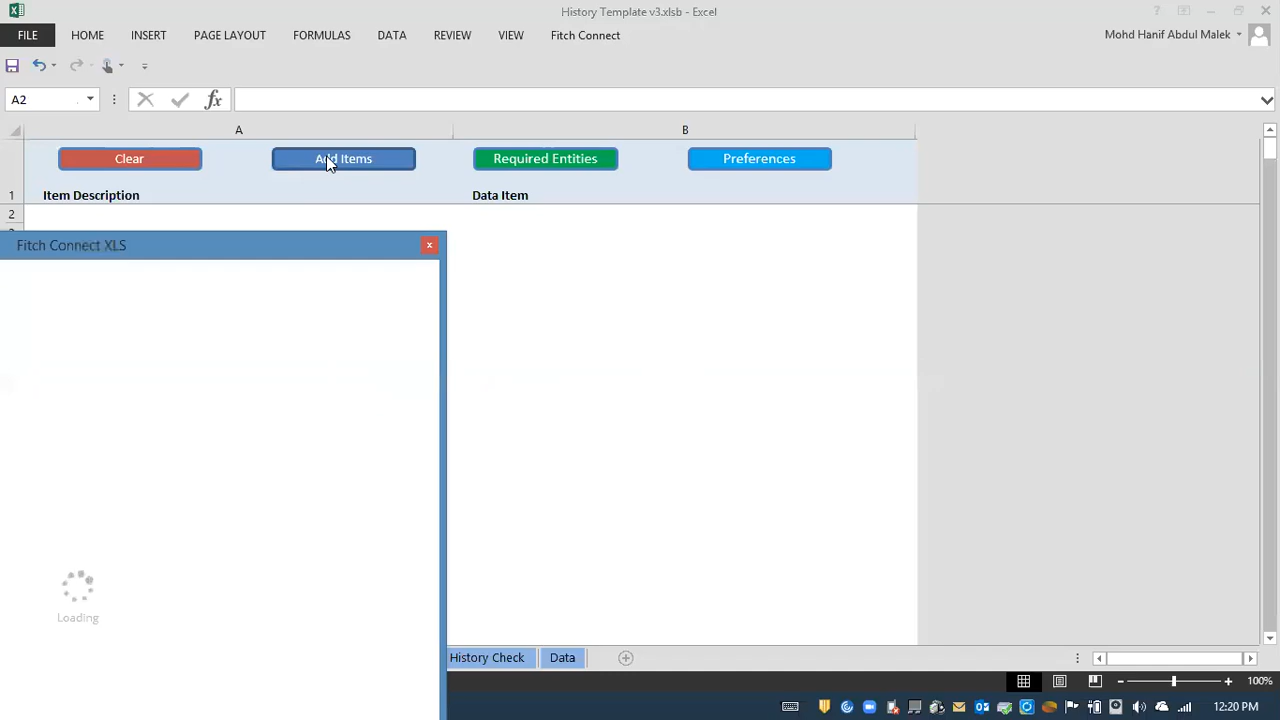 History Template v3.xlsb - Excel
FILE HOME INSERT PAGE LAYOUT FORMULAS DATA REVIEW VIEW Fitch Connect Mohd Hanif Abdul Malek
A2 fx
A B
Clear Add Items Required Entities Preferences
1 Item Description Data Item
2
Fitch Connect XLS
Loading
History Check Data
100%
12:20 PM